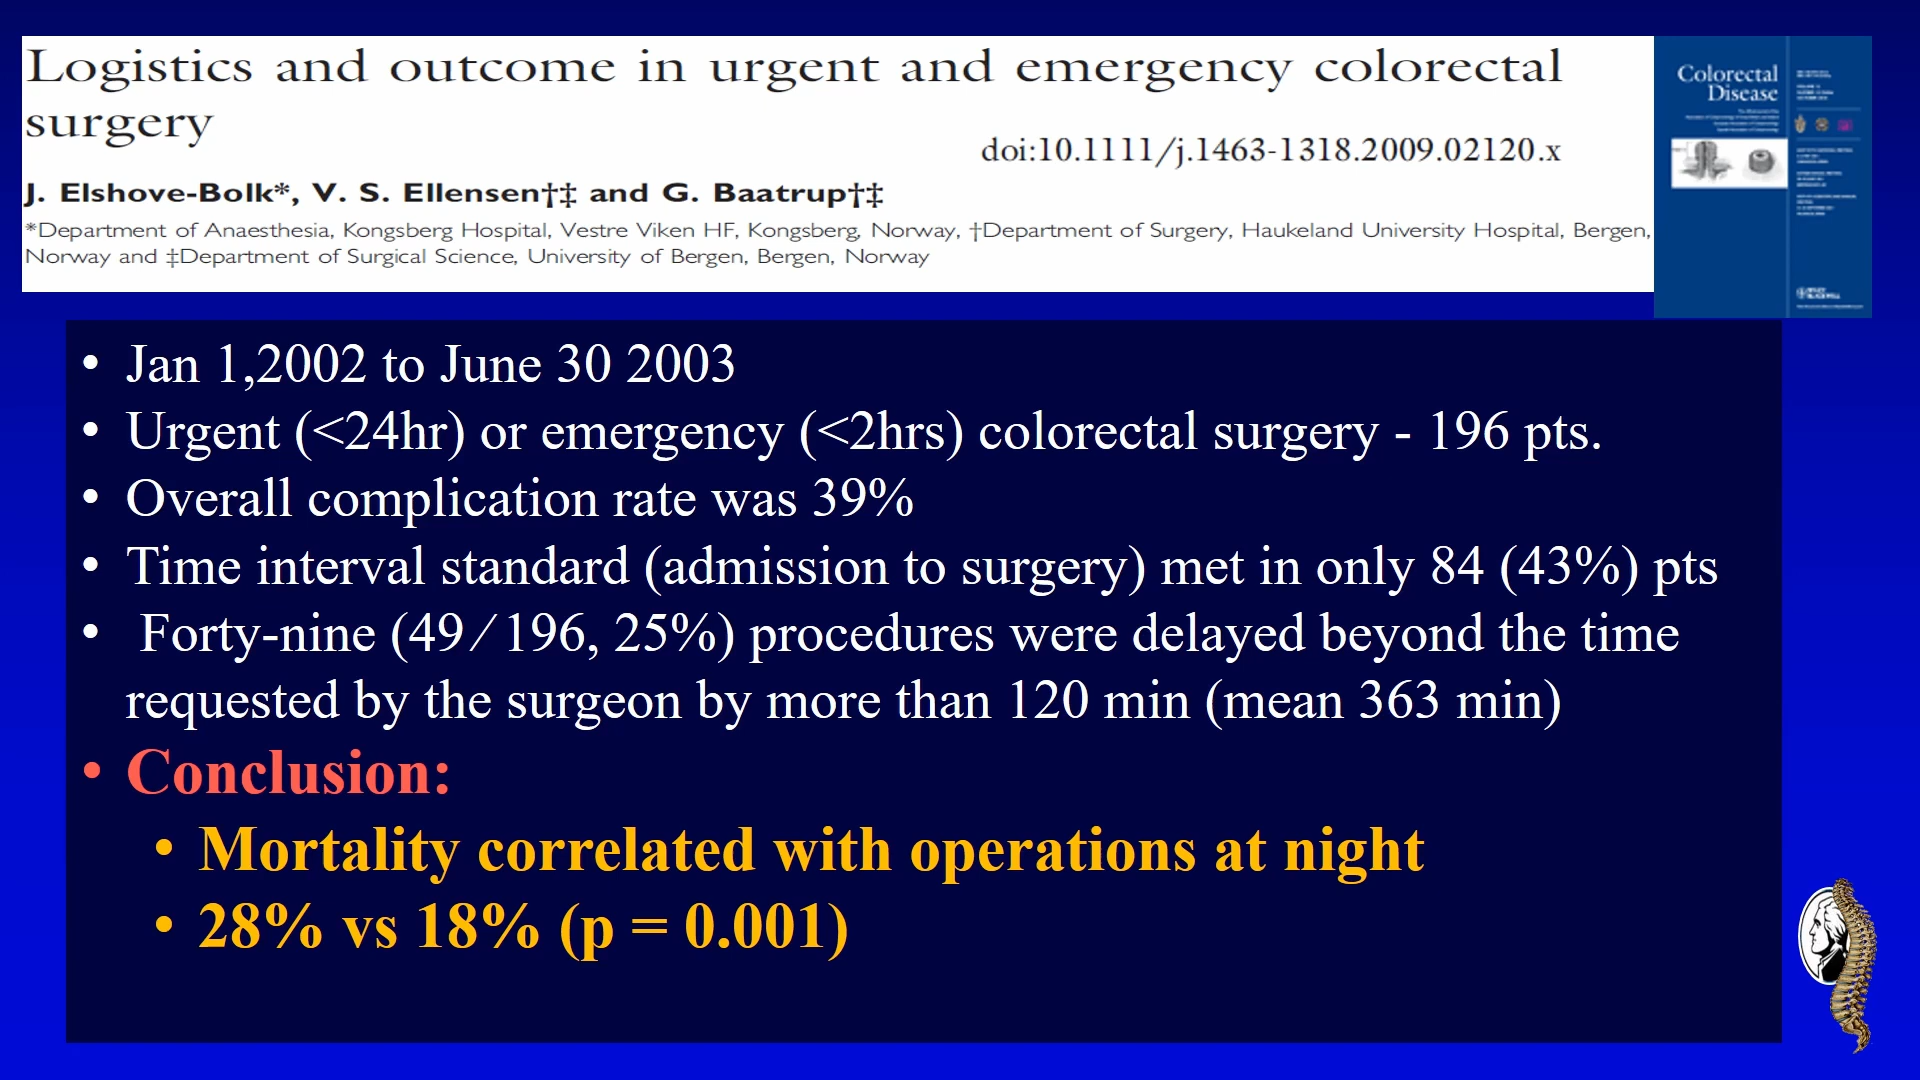 Logistics and outcome in urgent and emergency colorectal
surgery
doi:10.1111/j.1463-1318.2009.02120.x
J. Elshove-Bolk*, V. S. Ellensen†‡ and G. Baatrup†‡
*Department of Anaesthesia, Kongsberg Hospital, Vestre Viken HF, Kongsberg, Norway, †Department of Surgery, Haukeland University Hospital, Bergen,
Norway and ‡Department of Surgical Science, University of Bergen, Bergen, Norway
Colorectal
Disease
• Jan 1,2002 to June 30 2003
• Urgent (<24hr) or emergency (<2hrs) colorectal surgery - 196 pts.
• Overall complication rate was 39%
• Time interval standard (admission to surgery) met in only 84 (43%) pts
• Forty-nine (49 ⁄ 196, 25%) procedures were delayed beyond the time
requested by the surgeon by more than 120 min (mean 363 min)
• Conclusion:
• Mortality correlated with operations at night
• 28% vs 18% (p = 0.001)